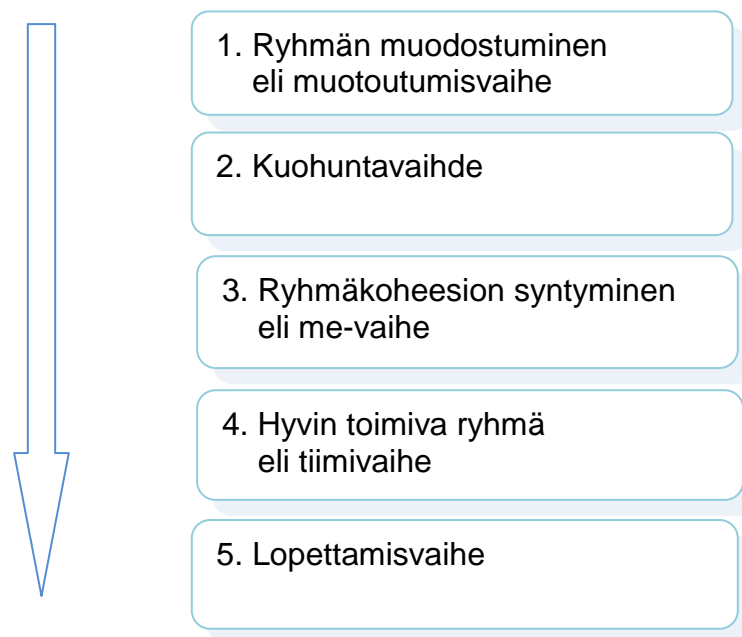 1. Ryhmän muodostuminen
eli muotoutumisvaihe
2. Kuohuntavaihde
3. Ryhmäkoheesion syntyminen
eli me-vaihe
4. Hyvin toimiva ryhmä
eli tiimivaihe
5. Lopettamisvaihe